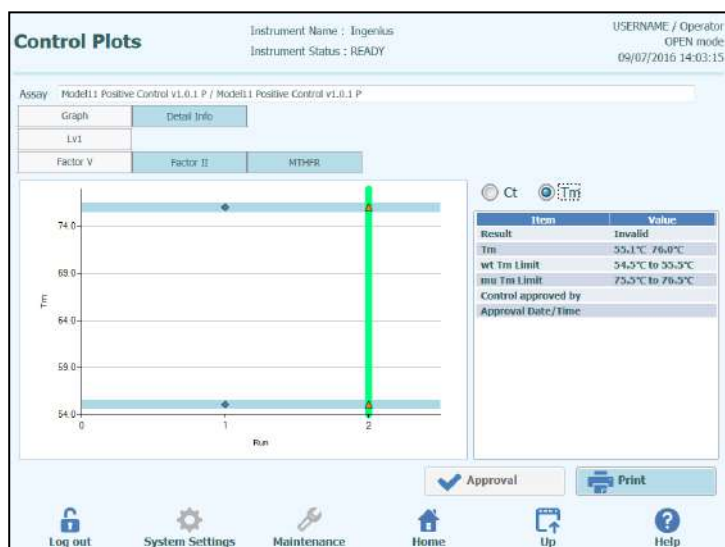 Control Plots
Instrument Name : Ingenius
Instrument Status : READY
USERNAME / Operator
OPEN mode
09/07/2016 14:03:15
Assay Model11 Positive Control v1.0.1 P / Model11 Positive Control v1.0.1 P
Graph Detail Info
Lv1
Factor V Factor II MTHFR
Ct Tm
Tm
74.0
69.0
64.0
59.0
54.0
0 1 2
Run
Item Value
Result Invalid
Tm 55.1°C 76.0°C
wt Tm Limit 54.5°C to 55.5°C
mu Tm Limit 75.5°C to 76.5°C
Control approved by
Approval Date/Time
Approval Print
Log out System Settings Maintenance Home Up Help